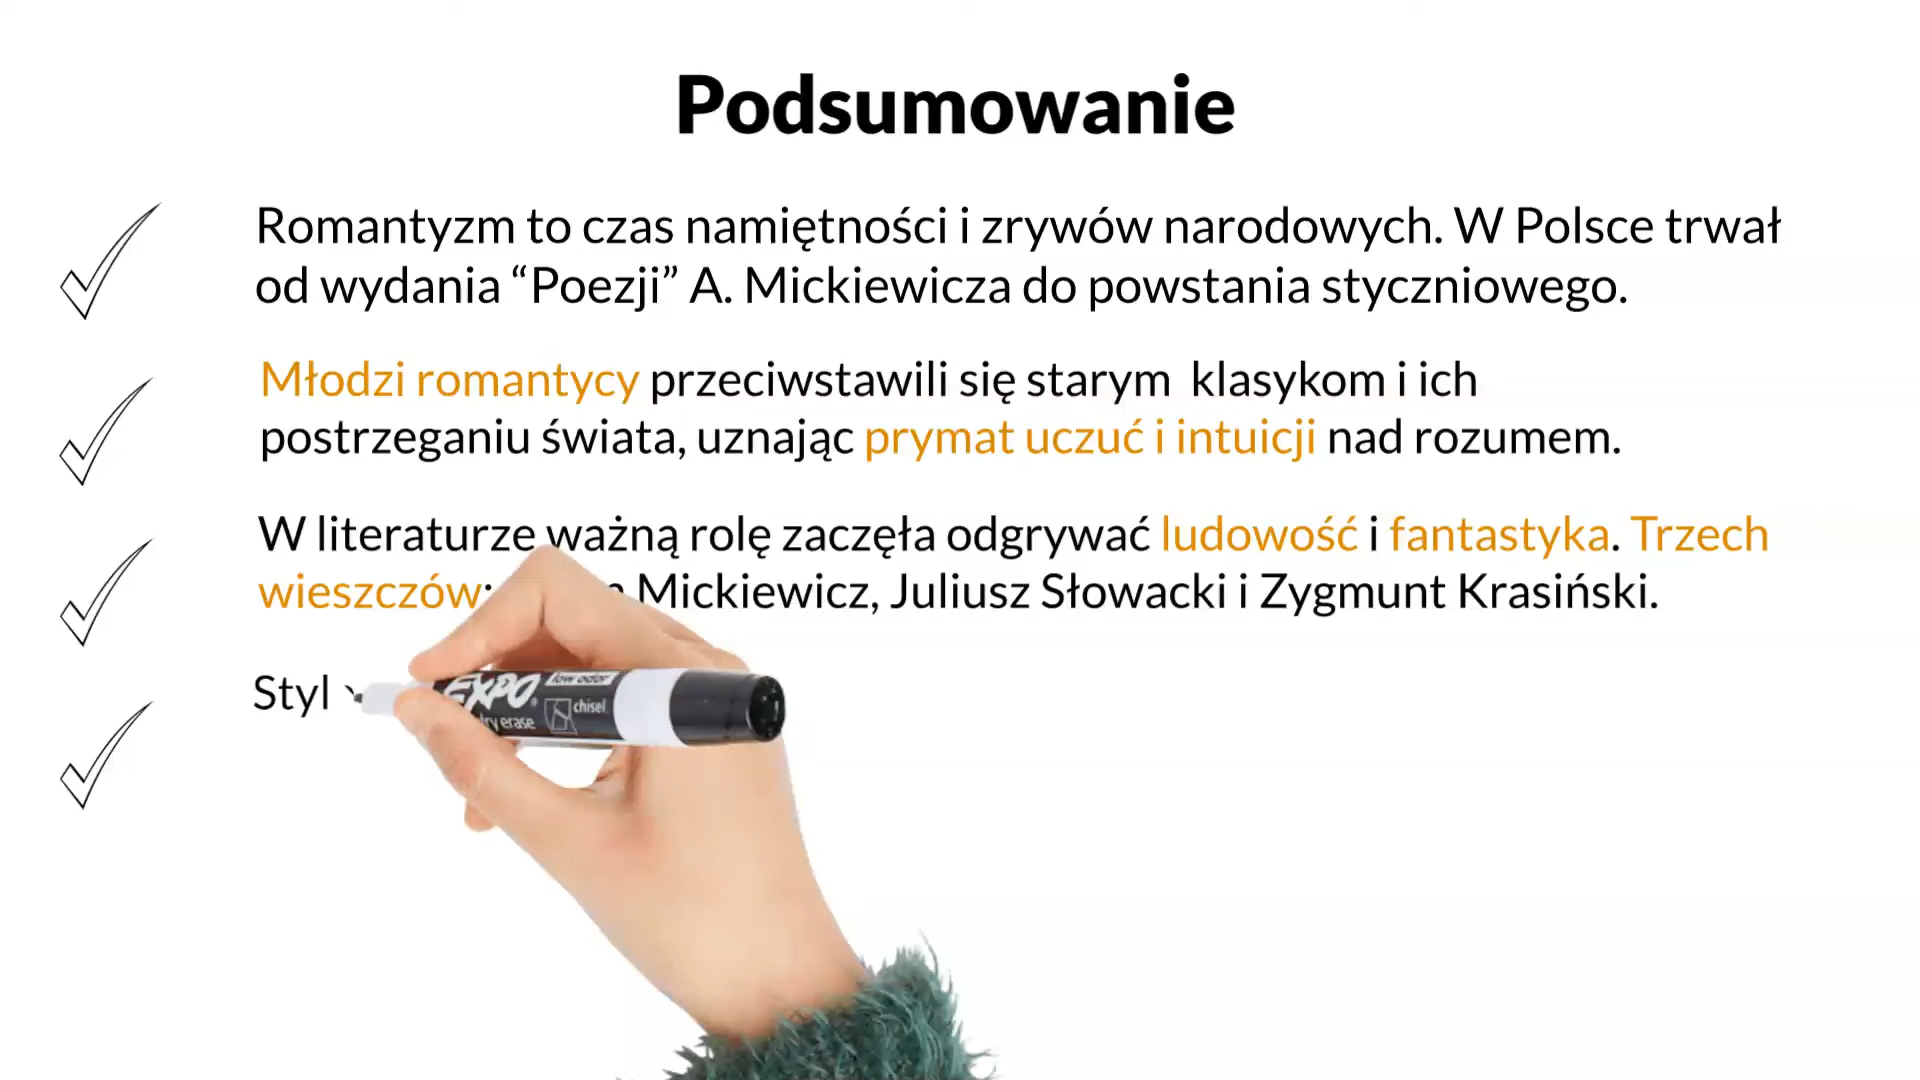 Podsumowanie
Romantyzm to czas namiętności i zrywów narodowych. W Polsce trwał
od wydania “Poezji” A. Mickiewicza do powstania styczniowego.
Młodzi romantycy przeciwstawili się starym klasykom i ich
postrzeganiu świata, uznając prymat uczuć i intuicji nad rozumem.
W literaturze ważną rolę zaczęła odgrywać ludowość i fantastyka. Trzech
wieszczów: Mickiewicz, Juliusz Słowacki i Zygmunt Krasiński.
Styl
EXPO
low odor
chisel
dry erase